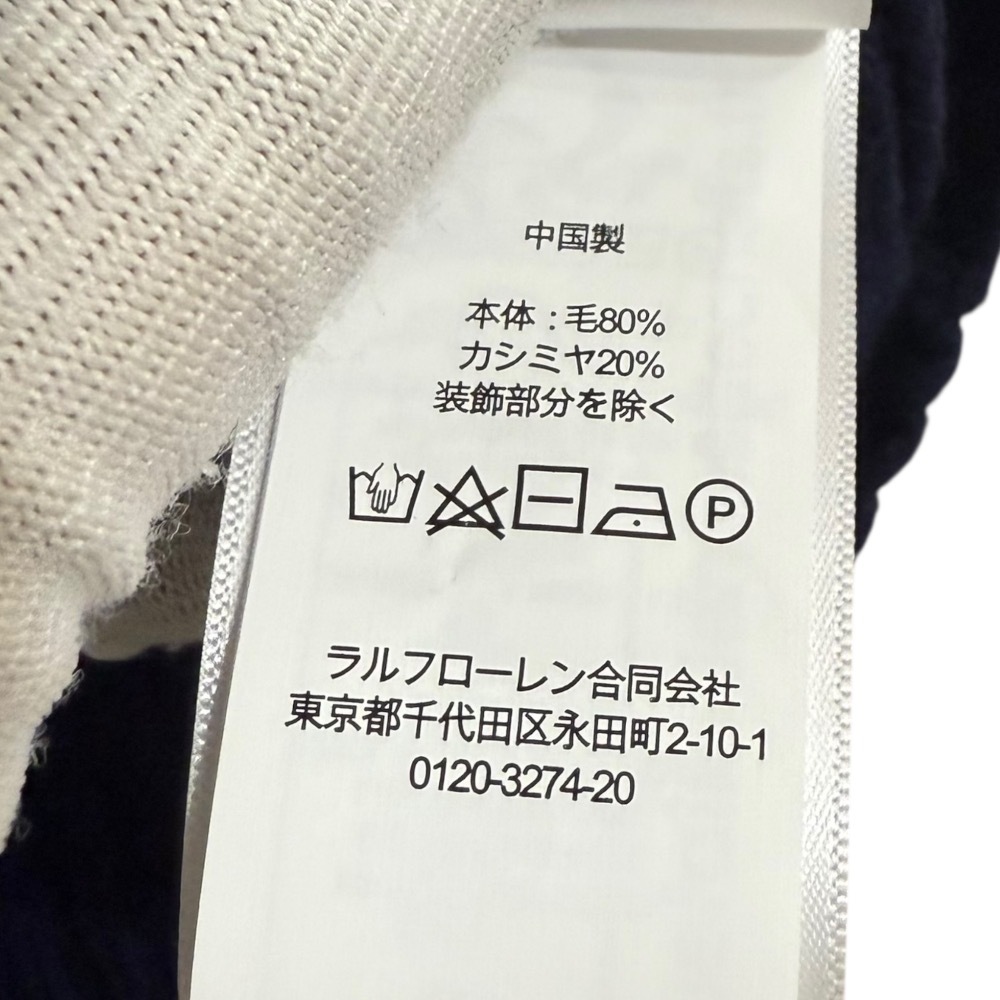 中国製
本体 : 毛80%
カシミヤ20%
装飾部分を除く
P
ラルフローレン合同会社
東京都千代田区永田町2-10-1
0120-3274-20